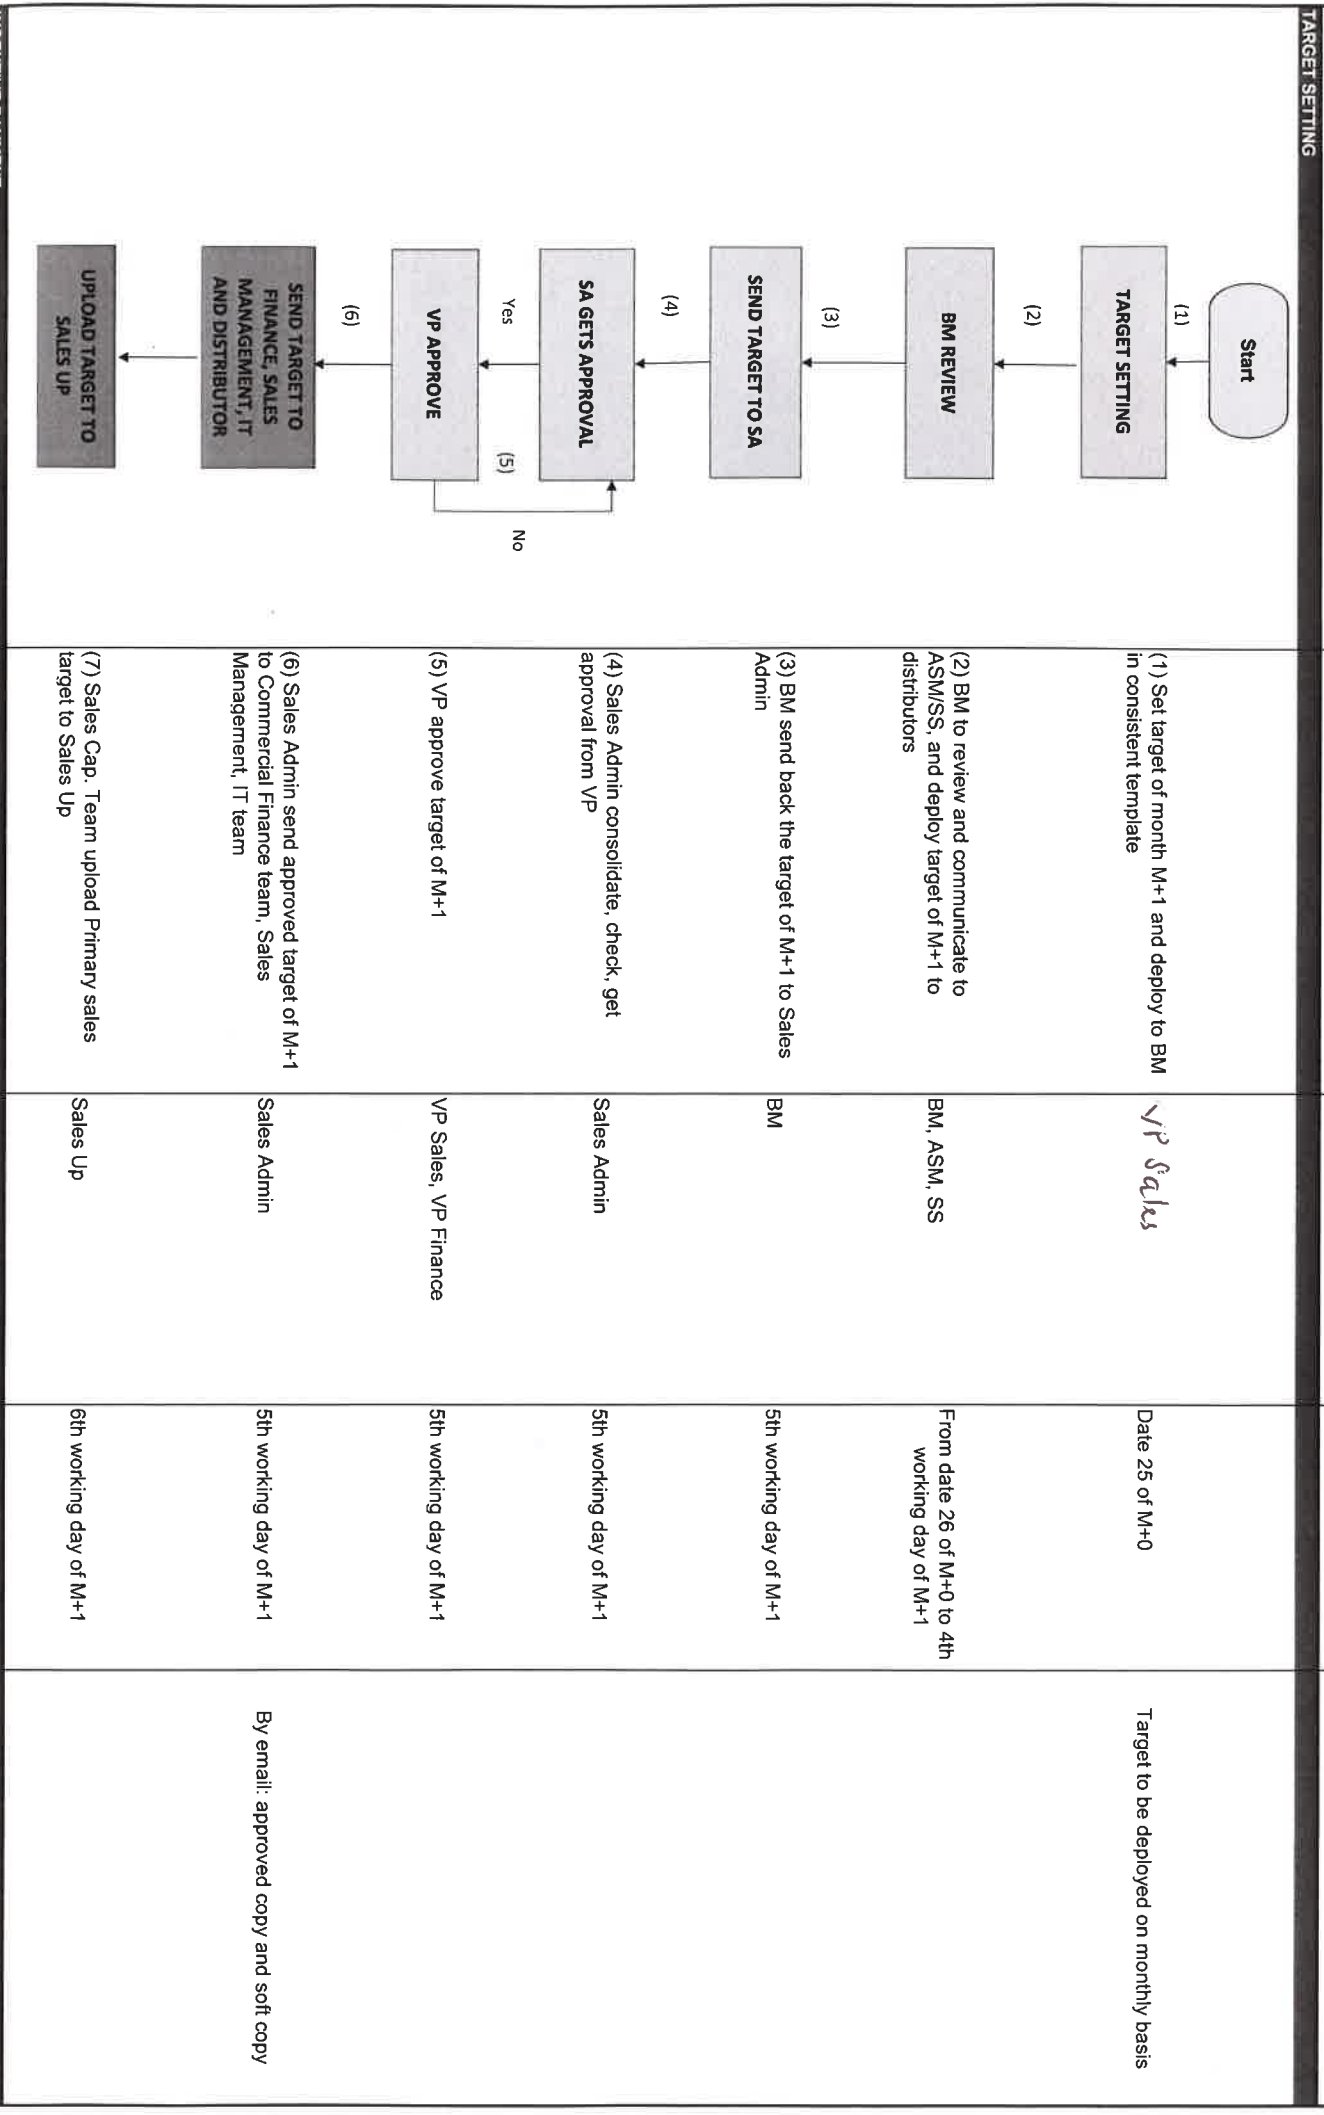 TARGET SETTING
Start
(1)
TARGET SETTING
(1) Set target of month M+1 and deploy to BM
in consistent template
VP Sales
Date 25 of M+0
Target to be deployed on monthly basis
(2)
BM REVIEW
(2) BM to review and communicate to
ASM/SS, and deploy target of M+1 to
distributors
BM, ASM, SS
From date 26 of M+0 to 4th
working day of M+1
(3)
SEND TARGET TO SA
(3) BM send back the target of M+1 to Sales
Admin
BM
5th working day of M+1
(4)
SA GETS APPROVAL
(4) Sales Admin consolidate, check, get
approval from VP
Sales Admin
5th working day of M+1
Yes
(5)
No
VP APPROVE
(5) VP approve target of M+1
VP Sales, VP Finance
5th working day of M+1
(6)
SEND TARGET TO
FINANCE, SALES
MANAGEMENT, IT
AND DISTRIBUTOR
(6) Sales Admin send approved target of M+1
to Commercial Finance team, Sales
Management, IT team
Sales Admin
5th working day of M+1
By email: approved copy and soft copy
UPLOAD TARGET TO
SALES UP
(7) Sales Cap. Team upload Primary sales
target to Sales Up
Sales Up
6th working day of M+1